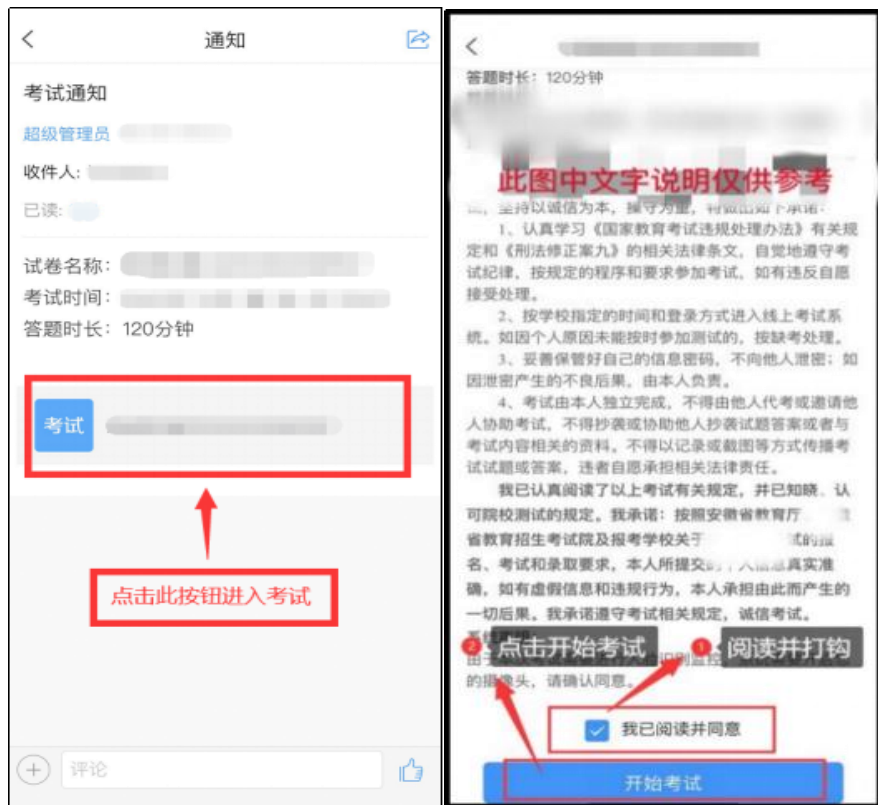 通知
考试通知
超级管理员
收件人:
已读:
试卷名称：
考试时间：
答题时长：120分钟
考试
点击此按钮进入考试
评论
答题时长：120分钟
此图中文字说明仅供参考
坚持以诚信为本，操守为重，特做出如下承诺：
1、认真学习《国家教育考试违规处理办法》有关规
定和《刑法修正案九》的相关法律条文，自觉地遵守考
试纪律，按规定的程序和要求参加考试，如有违反自愿
接受处理。
2、按学校指定的时间和登录方式进入线上考试系
统。如因个人原因未能按时参加测试的，按缺考处理。
3、妥善保管好自己的信息密码，不向他人泄密；如
因泄密产生的不良后果，由本人负责。
4、考试由本人独立完成，不得由他人代考或邀请他
人协助考试，不得抄袭或协助他人抄袭试题答案或者与
考试内容相关的资料。不得以记录或截图等方式传播考
试试题或答案，违者自愿承担相关法律责任。
我已认真阅读了以上考试有关规定，并已知晓、认
可院校测试的规定。我承诺：按照安徽省教育厅
省教育招生考试院及报考学校关于 试的报
名、考试和录取要求，本人所提交的个人信息真实准
确，如有虚假信息和违规行为，本人承担由此而产生的
一切后果。我承诺遵守考试相关规定，诚信考试。
2 点击开始考试
1 阅读并打钩
由于
的摄像头，请确认同意。
我已阅读并同意
开始考试